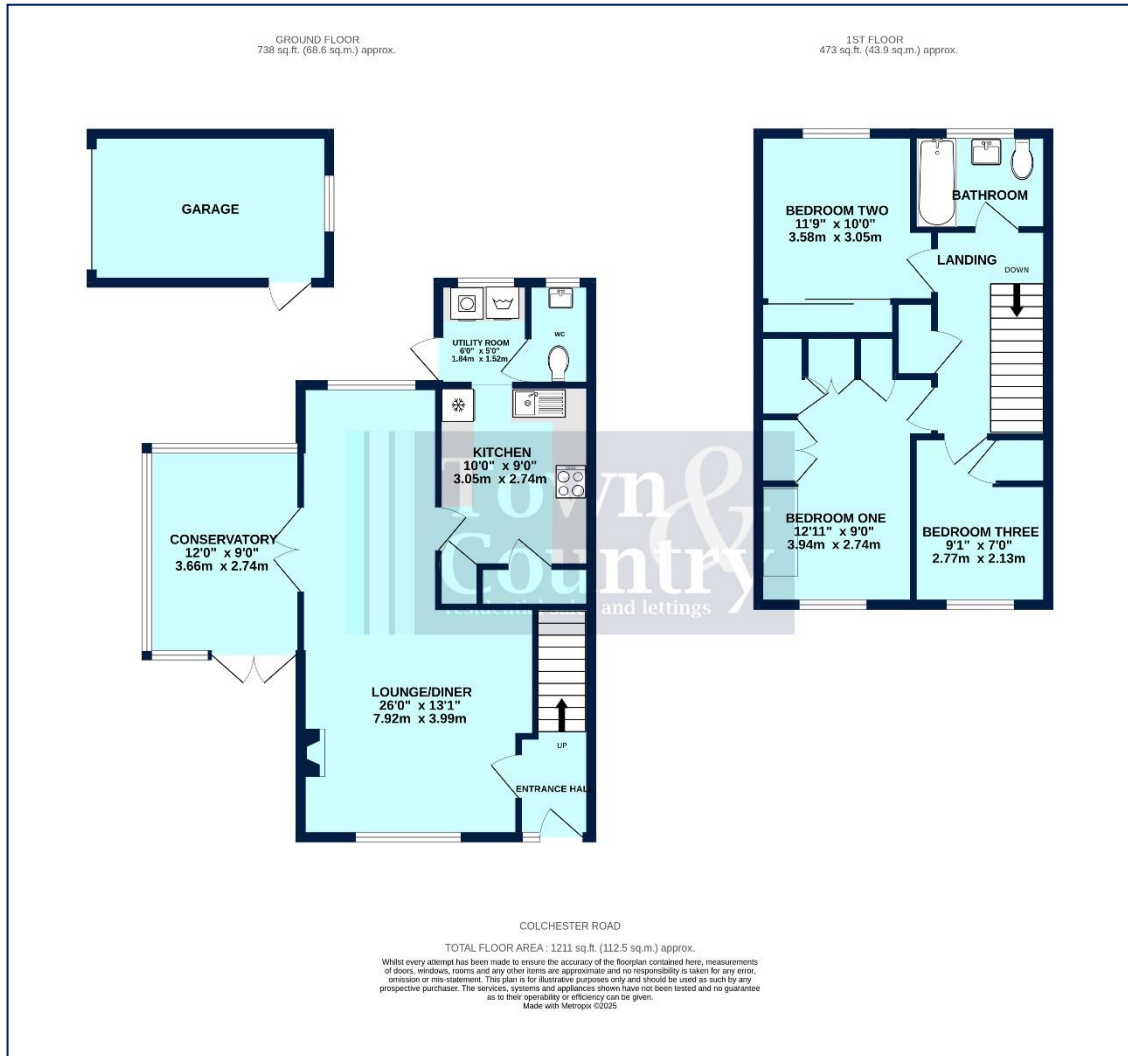 GROUND FLOOR
738 sq.ft. (68.6 sq.m.) approx.
1ST FLOOR
473 sq.ft. (43.9 sq.m.) approx.
GARAGE
BEDROOM TWO
11'9" x 10'0"
3.58m x 3.05m
BATHROOM
LANDING
DOWN
UTILITY ROOM
6'0" x 5'0"
1.84m x 1.52m
WC
KITCHEN
10'0" x 9'0"
3.05m x 2.74m
CONSERVATORY
12'0" x 9'0"
3.66m x 2.74m
BEDROOM ONE
12'11" x 9'0"
3.94m x 2.74m
BEDROOM THREE
9'1" x 7'0"
2.77m x 2.13m
Town &
Country
residential sales and lettings
LOUNGE/DINER
26'0" x 13'1"
7.92m x 3.99m
UP
ENTRANCE HALL
COLCHESTER ROAD
TOTAL FLOOR AREA : 1211 sq.ft. (112.5 sq.m.) approx.
Whilst every attempt has been made to ensure the accuracy of the floorplan contained here, measurements
of doors, windows, rooms and any other items are approximate and no responsibility is taken for any error,
omission or mis-statement. This plan is for illustrative purposes only and should be used as such by any
prospective purchaser. The services, systems and appliances shown have not been tested and no guarantee
as to their operability or efficiency can be given.
Made with Metropix ©2025